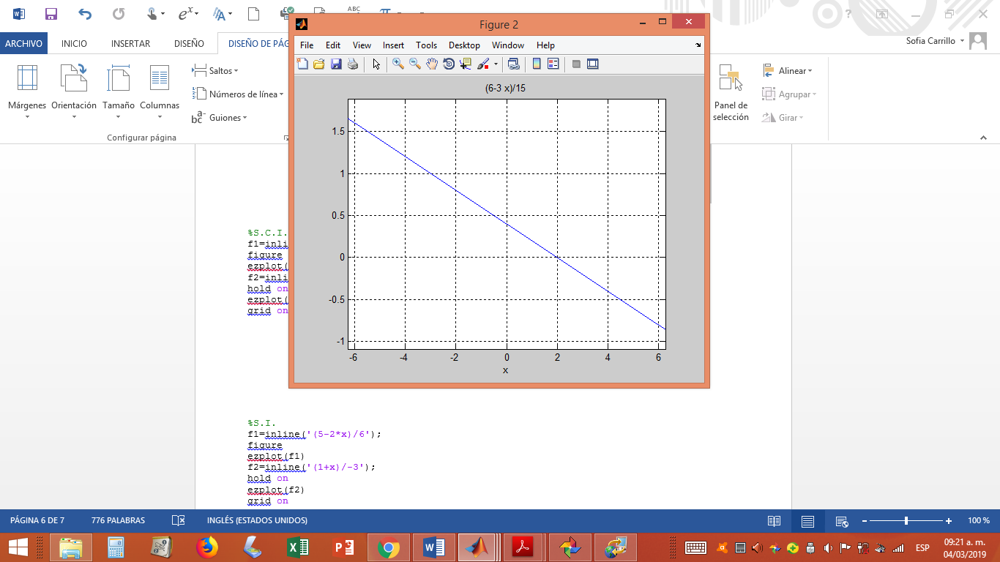 Figure 2
ABC
?
ARCHIVO INICIO INSERTAR DISEÑO DISEÑO DE PÁG
Sofia Carrillo
File Edit View Insert Tools Desktop Window Help
Márgenes Orientación Tamaño Columnas
Saltos
Números de línea
Guiones
Configurar página
Panel de selección
Alinear
Agrupar
Girar
(6-3 x)/15
1.5
1
0.5
0
-0.5
-1
-6 -4 -2 0 2 4 6
x
%S.C.I.
f1=inli
figure
ezplot(
f2=inli
hold on
ezplot(
grid on
%S.I.
f1=inline('(5-2*x)/6');
figure
ezplot(f1)
f2=inline('(1+x)/-3');
hold on
ezplot(f2)
grid on
PÁGINA 6 DE 7 776 PALABRAS INGLÉS (ESTADOS UNIDOS) 100 %
ESP
09:21 a. m.
04/03/2019